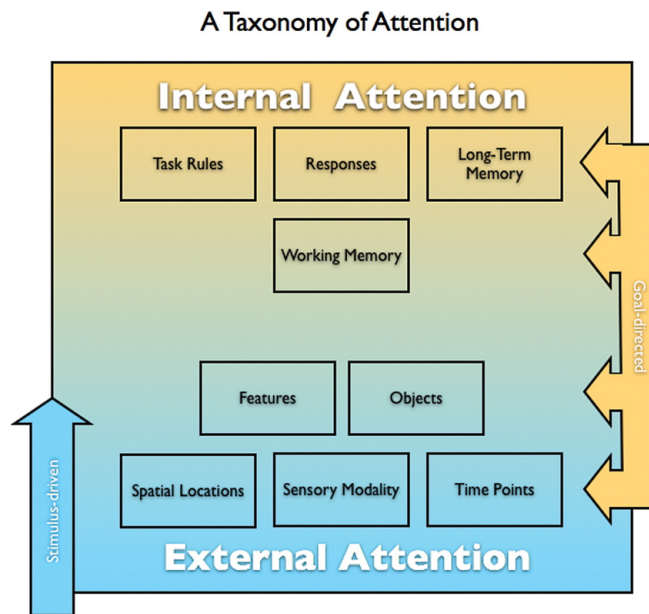 A Taxonomy of Attention
Internal Attention
Task Rules
Responses
Long-Term
Memory
Working Memory
Goal-directed
Features
Objects
Stimulus-driven
Spatial Locations
Sensory Modality
Time Points
External Attention